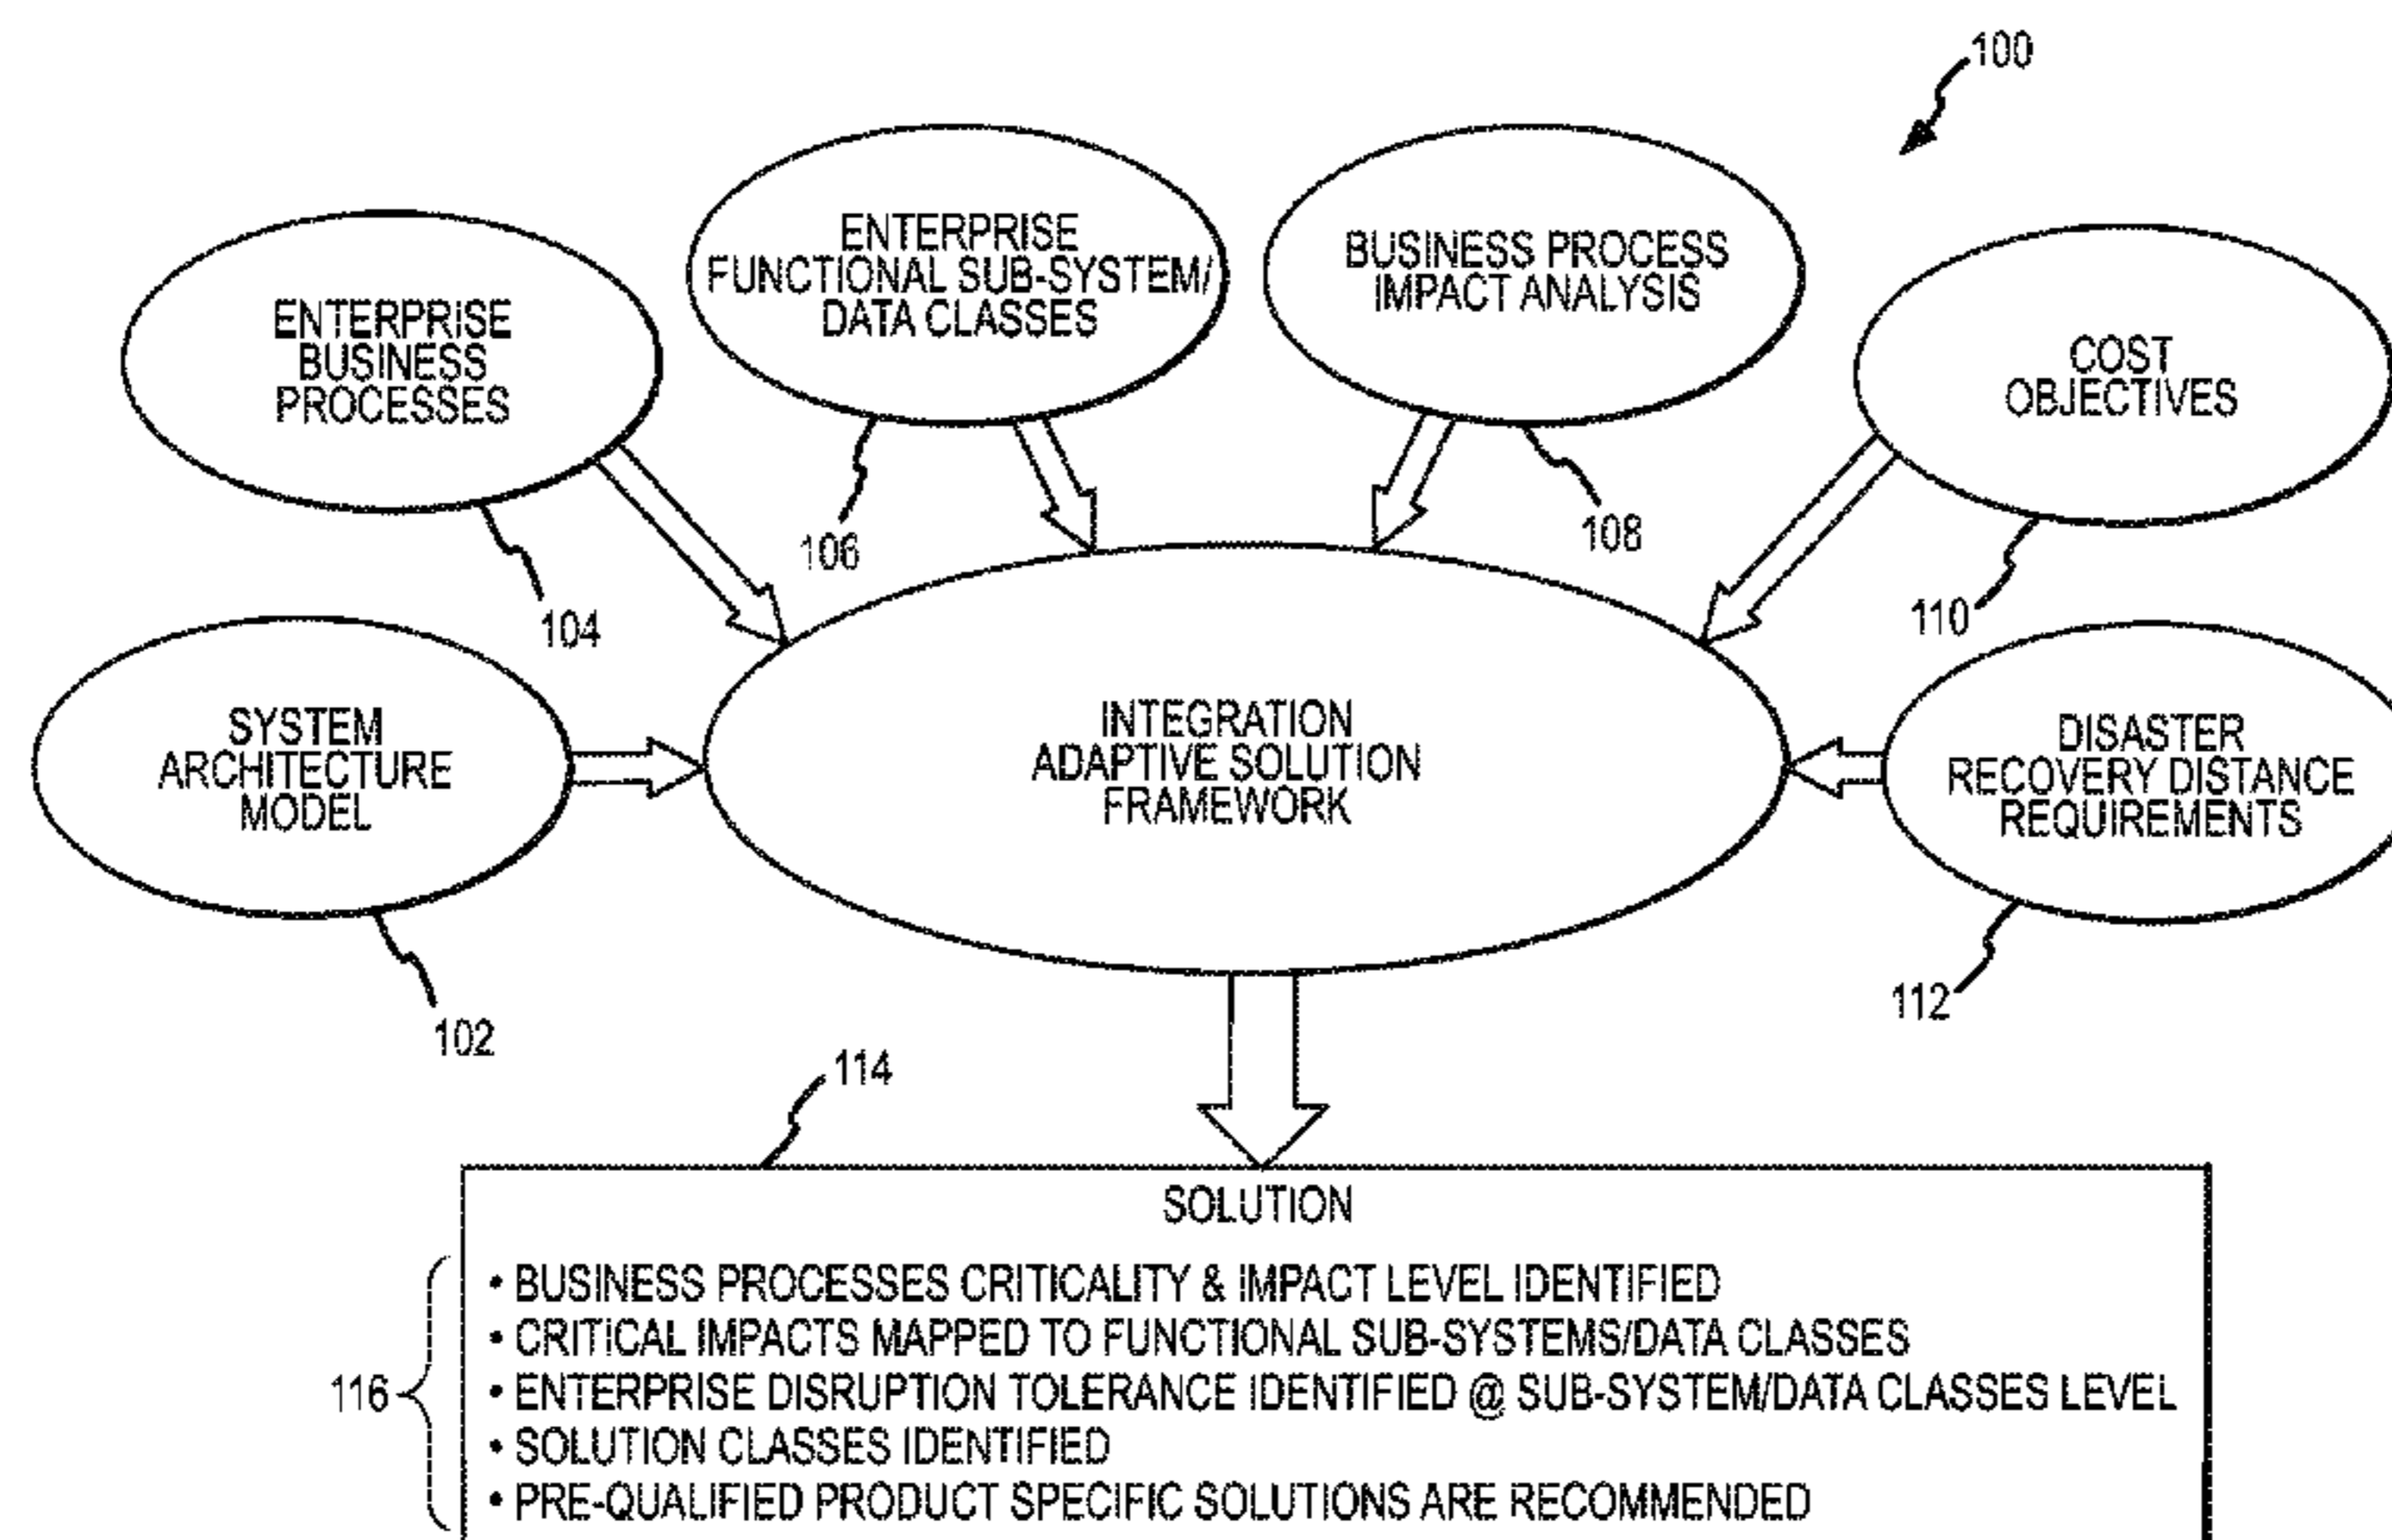 100
ENTERPRISE
BUSINESS
PROCESSES
104
ENTERPRISE
FUNCTIONAL SUB-SYSTEM/
DATA CLASSES
106
BUSINESS PROCESS
IMPACT ANALYSIS
108
COST
OBJECTIVES
110
SYSTEM
ARCHITECTURE
MODEL
102
INTEGRATION
ADAPTIVE SOLUTION
FRAMEWORK
DISASTER
RECOVERY DISTANCE
REQUIREMENTS
112
114
SOLUTION
116
• BUSINESS PROCESSES CRITICALITY & IMPACT LEVEL IDENTIFIED
• CRITICAL IMPACTS MAPPED TO FUNCTIONAL SUB-SYSTEMS/DATA CLASSES
• ENTERPRISE DISRUPTION TOLERANCE IDENTIFIED @ SUB-SYSTEM/DATA CLASSES LEVEL
• SOLUTION CLASSES IDENTIFIED
• PRE-QUALIFIED PRODUCT SPECIFIC SOLUTIONS ARE RECOMMENDED